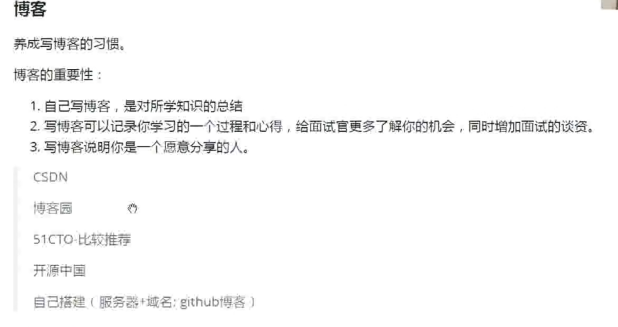 博客
养成写博客的习惯。
博客的重要性：
1. 自己写博客，是对所学知识的总结
2. 写博客可以记录你学习的一个过程和心得，给面试官更多了解你的机会，同时增加面试的谈资。
3. 写博客说明你是一个愿意分享的人。
CSDN
博客园
51CTO-比较推荐
开源中国
自己搭建（服务器+域名: github博客）